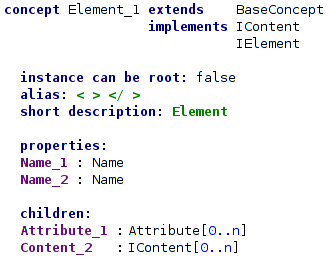 concept Element_1 extends BaseConcept
implements IContent
IElement
instance can be root: false
alias: < > </ >
short description: Element
properties:
Name_1 : Name
Name_2 : Name
children:
Attribute_1 : Attribute[0..n]
Content_2 : IContent[0..n]